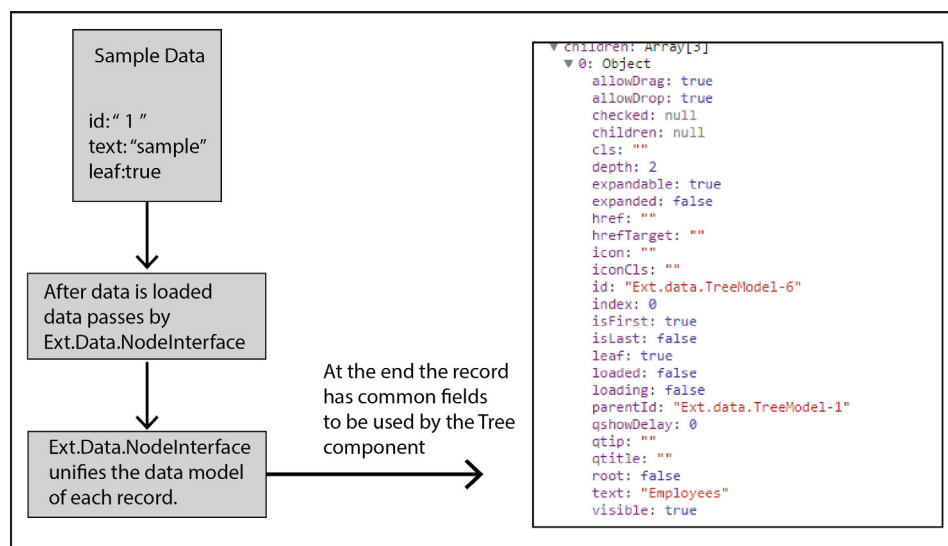 Sample Data
id:“ 1 ”
text:“sample”
leaf:true
After data is loaded
data passes by
Ext.Data.NodeInterface
Ext.Data.NodeInterface
unifies the data model
of each record.
At the end the record
has common fields
to be used by the Tree
component
▼ children: Array[3]
▼ 0: Object
allowDrag: true
allowDrop: true
checked: null
children: null
cls: ""
depth: 2
expandable: true
expanded: false
href: ""
hrefTarget: ""
icon: ""
iconCls: ""
id: "Ext.data.TreeModel-6"
index: 0
isFirst: true
isLast: false
leaf: true
loaded: false
loading: false
parentId: "Ext.data.TreeModel-1"
qshowDelay: 0
qtip: ""
qtitle: ""
root: false
text: "Employees"
visible: true